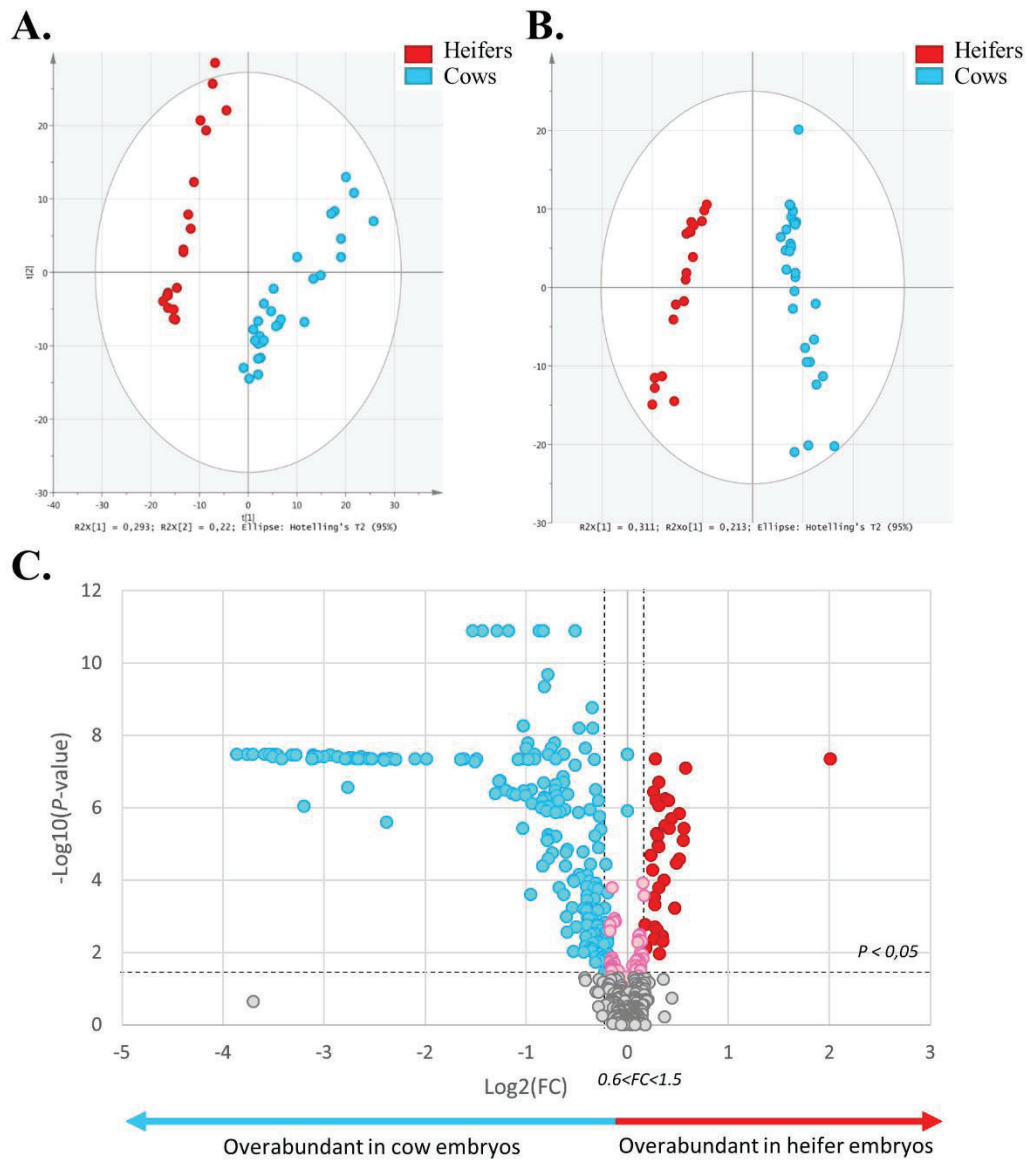 A.
Heifers
Cows
20
10
0
-10
-20
-30
t[2]
-40 -30 -20 -10 0 10 20 30
t[1]
R2X[1] = 0,293; R2X[2] = 0,22; Ellipse: Hotelling's T2 (95%)
B.
Heifers
Cows
20
10
0
-10
-20
-30
R2X[1] = 0,311; R2Xo[1] = 0,213; Ellipse: Hotelling's T2 (95%)
C.
12
10
8
6
4
2
0
-Log10(P-value)
P < 0,05
-5 -4 -3 -2 -1 0 1 2 3
Log2(FC)
0.6<FC<1.5
Overabundant in cow embryos
Overabundant in heifer embryos